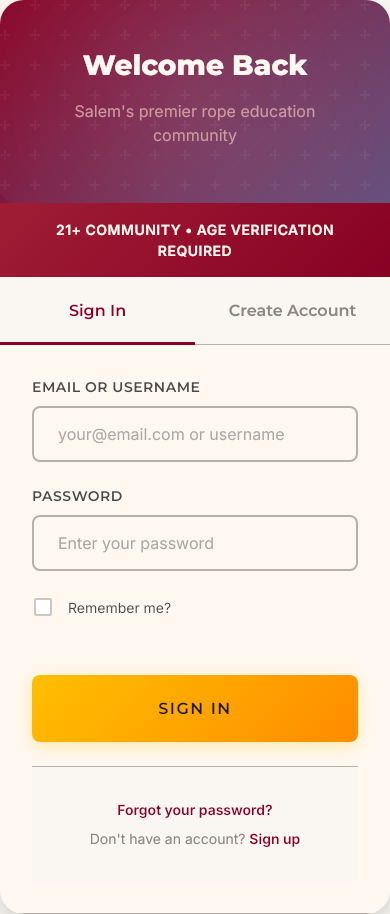 Welcome Back
Salem's premier rope education
community
21+ COMMUNITY • AGE VERIFICATION
REQUIRED
Sign In
Create Account
EMAIL OR USERNAME
your@email.com or username
PASSWORD
Enter your password
Remember me?
SIGN IN
Forgot your password?
Don't have an account? Sign up